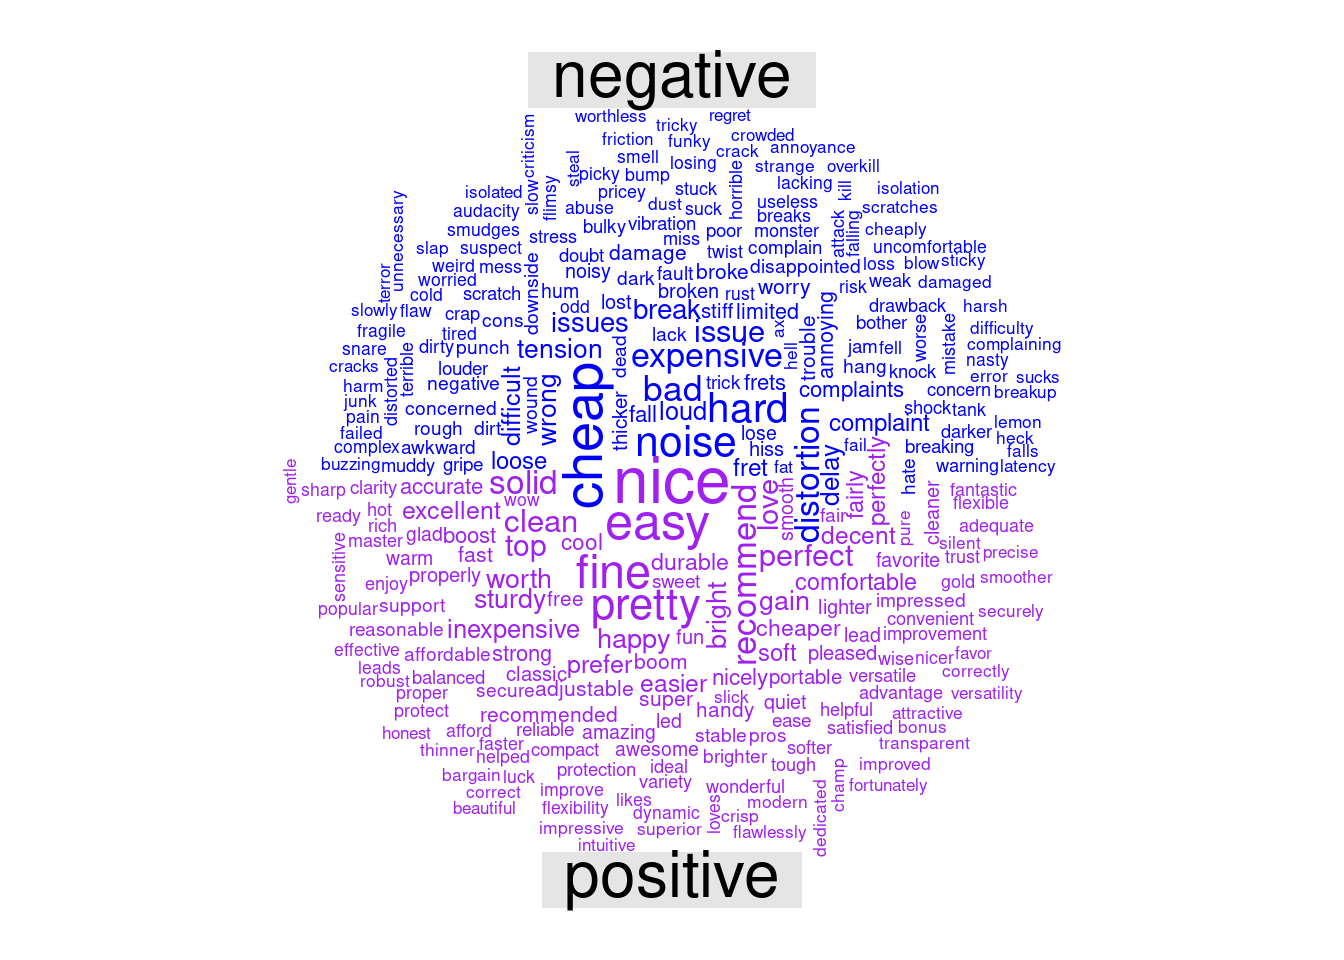 negative
worthless
regret
tricky
criticism
friction
funky
crowded
crack
annoyance
steal
smell
losing
strange
overkill
picky
bump
horrible
lacking
kill
isolation
isolated
slow
flimsy
pricey
stuck
useless
scratches
unnecessary
audacity
abuse
dust
suck
breaks
attack
falling
cheaply
smudges
bulky
vibration
poor
monster
slap
suspect
stress
miss
twist
complain
uncomfortable
weird
mess
doubt
damage
disappointed
loss
blow
sticky
terror
worried
downside
noisy
dark
fault
broke
worry
risk
weak
damaged
cold
scratch
hum
lost
broken
rust
drawback
harsh
slowly
flaw
crap
cons
odd
break
stiff
limited
annoying
bother
worse
mistake
difficulty
fragile
tired
issues
lack
issue
ax
trouble
complaining
snare
dirty
punch
tension
dead
expensive
hell
jam
fell
nasty
cracks
distorted
terrible
louder
difficult
cheap
bad
trick
frets
hang
knock
error
sucks
harm
negative
wound
wrong
complaints
concern
breakup
junk
concerned
thicker
fall
loud
hard
shock
tank
pain
rough
dirt
complaint
lemon
failed
noise
lose
distortion
darker
heck
complex
awkward
hiss
fail
breaking
falls
buzzing
muddy
gripe
loose
fret
fat
delay
hate
warning
latency
gentle
sharp
clarity
accurate
solid
nice
love
smooth
fairly
perfectly
cleaner
fantastic
wow
flexible
ready
hot
excellent
clean
easy
recommend
fair
pure
adequate
rich
glad
boost
decent
silent
master
top
cool
perfect
favorite
trust
precise
sensitive
warm
fast
fine
durable
enjoy
properly
worth
sweet
comfortable
gold
smoother
popular
support
sturdy
free
pretty
bright
gain
lighter
impressed
securely
reasonable
inexpensive
happy
fun
cheaper
lead
convenient
improvement
effective
affordable
strong
prefer
boom
soft
pleased
wise
nicer
favor
leads
robust
balanced
classic
easier
nicely
portable
versatile
correctly
proper
secure
adjustable
super
slick
quiet
advantage
versatility
protect
recommended
led
handy
ease
helpful
attractive
honest
afford
reliable
amazing
stable
pros
satisfied
bonus
thinner
faster
helped
compact
awesome
brighter
softer
transparent
bargain
luck
protection
ideal
variety
tough
champ
improved
correct
improve
wonderful
fortunately
beautiful
flexibility
likes
dynamic
loves
modern
crisp
dedicated
impressive
superior
flawlessly
intuitive
positive